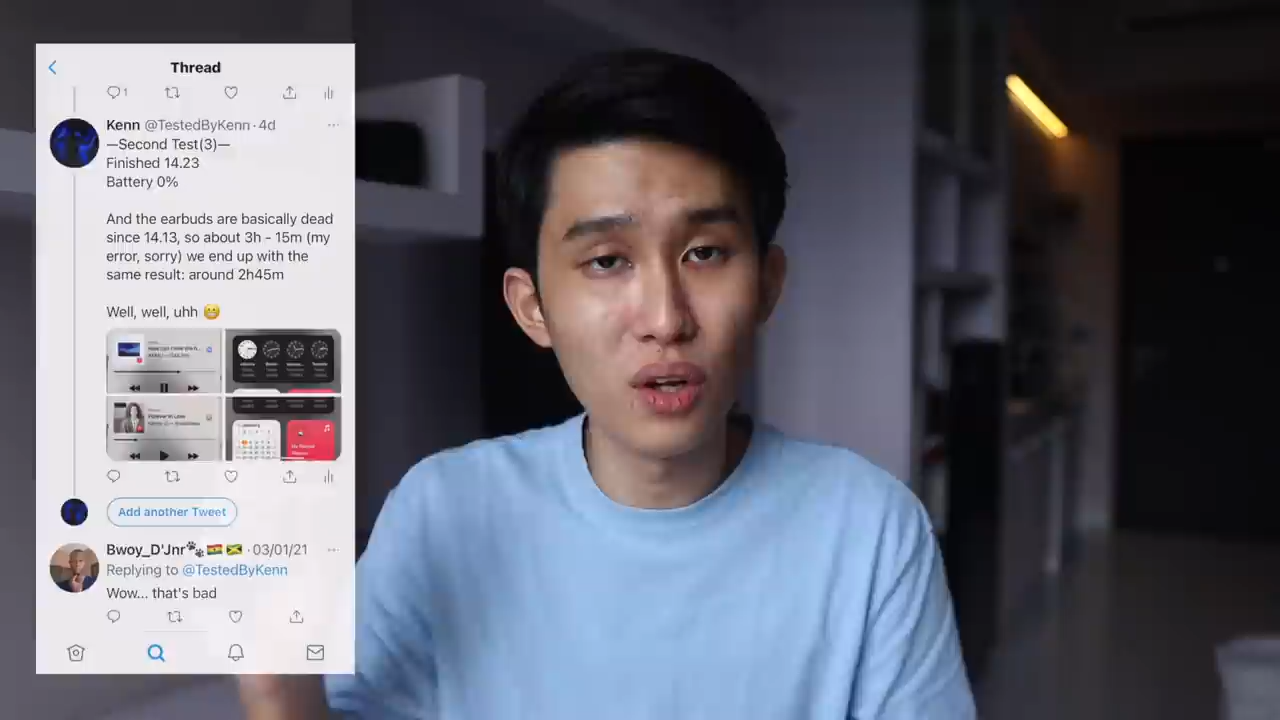 Thread
1
Kenn @TestedByKenn · 4d
—Second Test(3)—
Finished 14.23
Battery 0%
And the earbuds are basically dead
since 14.13, so about 3h - 15m (my
error, sorry) we end up with the
same result: around 2h45m
Well, well, uhh 😬
Add another Tweet
Bwoy_D'Jnr🐾🇬🇭🇯🇲 · 03/01/21
Replying to @TestedByKenn
Wow... that's bad